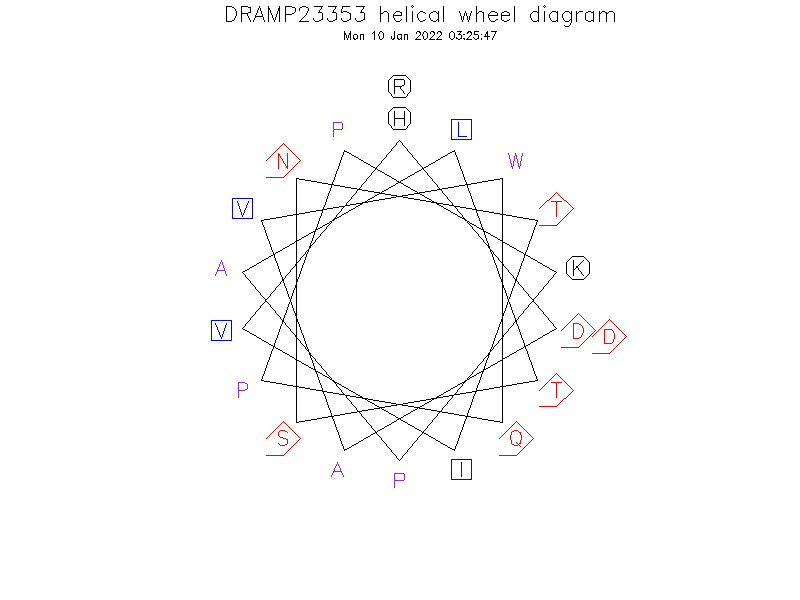 DRAMP23353 helical wheel diagram
Mon 10 Jan 2022 03:25:47
R
P H L
N W
V T
A K
V D D
P T
S Q
A P I